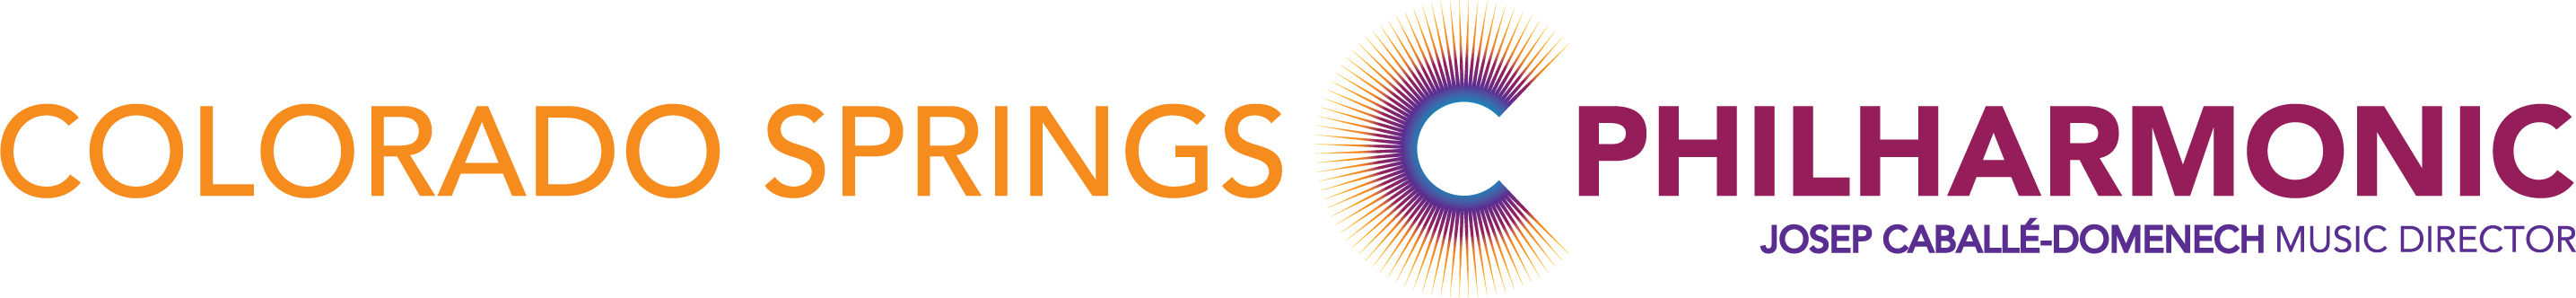 COLORADO SPRINGS C PHILHARMONIC
JOSEP CABALLÉ-DOMENECH MUSIC DIRECTOR